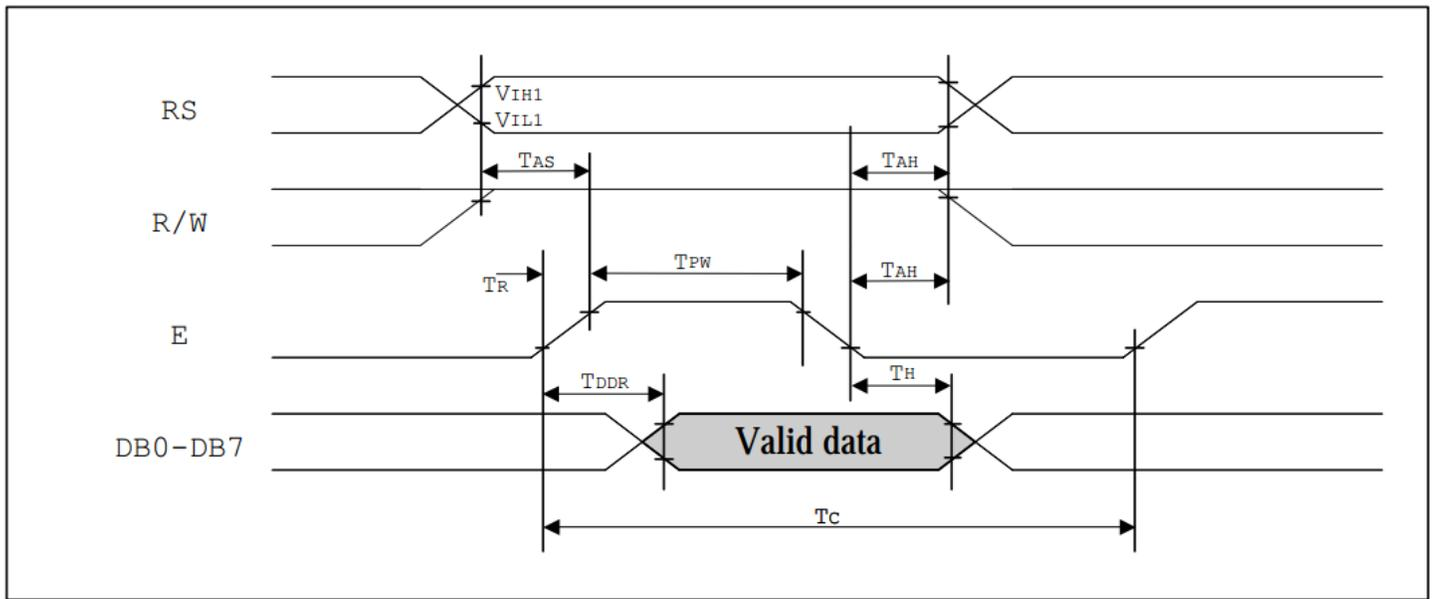 RS
VIH1
VIL1
TAS
TAH
R/W
TPW
TAH
TR
E
TH
TDDR
DB0-DB7
Valid data
Tc